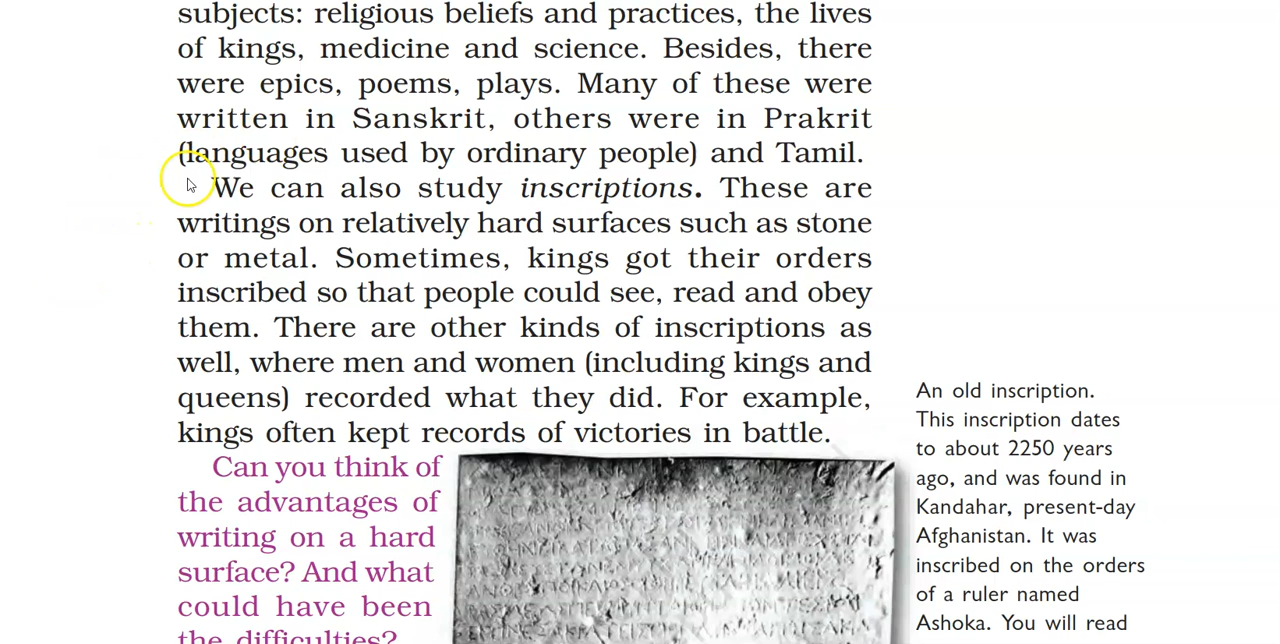 subjects: religious beliefs and practices, the lives
of kings, medicine and science. Besides, there
were epics, poems, plays. Many of these were
written in Sanskrit, others were in Prakrit
(languages used by ordinary people) and Tamil.
We can also study inscriptions. These are
writings on relatively hard surfaces such as stone
or metal. Sometimes, kings got their orders
inscribed so that people could see, read and obey
them. There are other kinds of inscriptions as
well, where men and women (including kings and
queens) recorded what they did. For example,
kings often kept records of victories in battle.
Can you think of
the advantages of
writing on a hard
surface? And what
could have been
the difficulties?
An old inscription.
This inscription dates
to about 2250 years
ago, and was found in
Kandahar, present-day
Afghanistan. It was
inscribed on the orders
of a ruler named
Ashoka. You will read